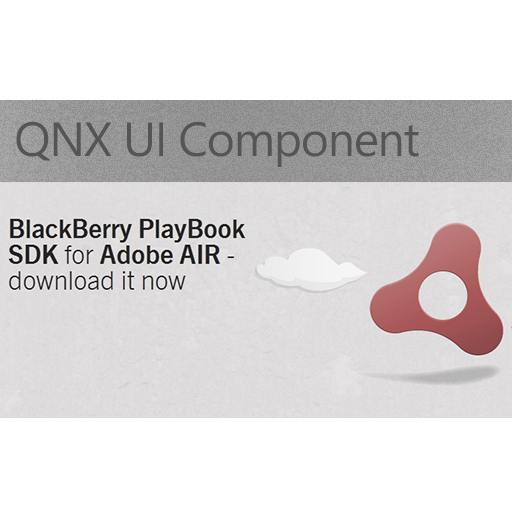 QNX UI Component
BlackBerry PlayBook
SDK for Adobe AIR -
download it now